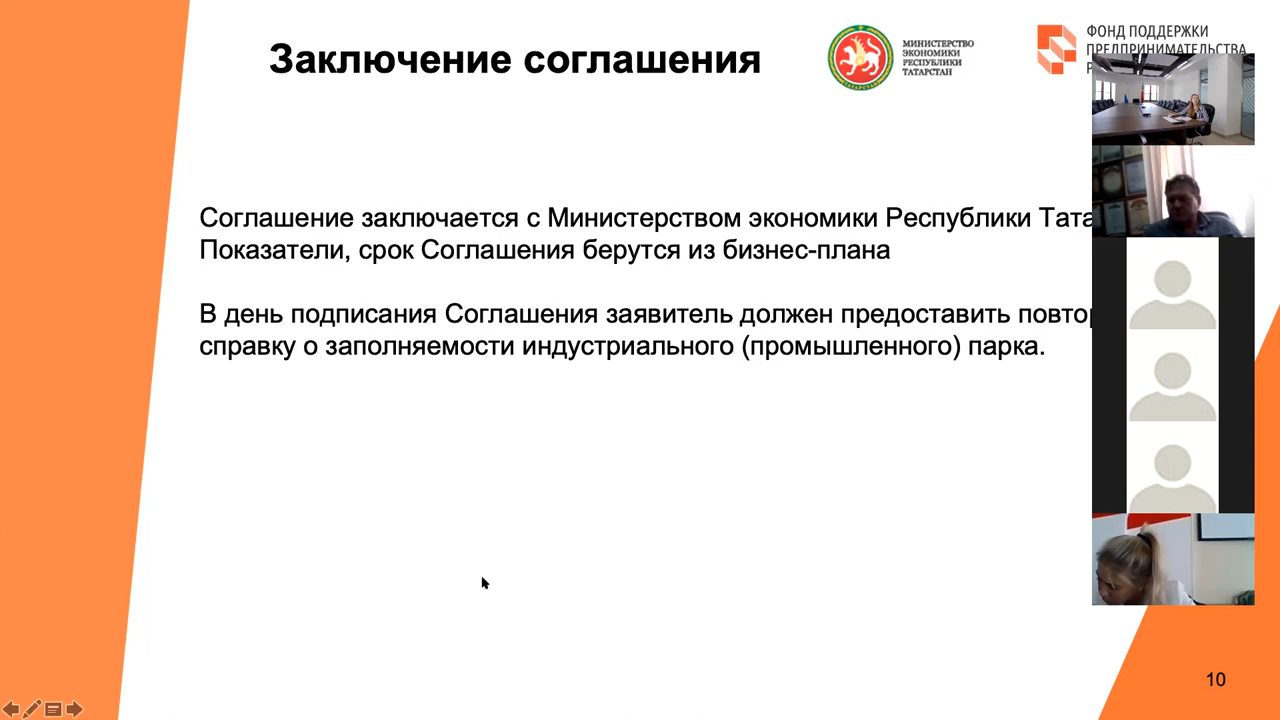 Заключение соглашения
МИНИСТЕРСТВО
ЭКОНОМИКИ
РЕСПУБЛИКИ
ТАТАРСТАН
ФОНД ПОДДЕРЖКИ
ПРЕДПРИНИМАТЕЛЬСТВА
Соглашение заключается с Министерством экономики Республики
Показатели, срок Соглашения берутся из бизнес-плана
В день подписания Соглашения заявитель должен предоставить
справку о заполняемости индустриального (промышленного) парка.
10